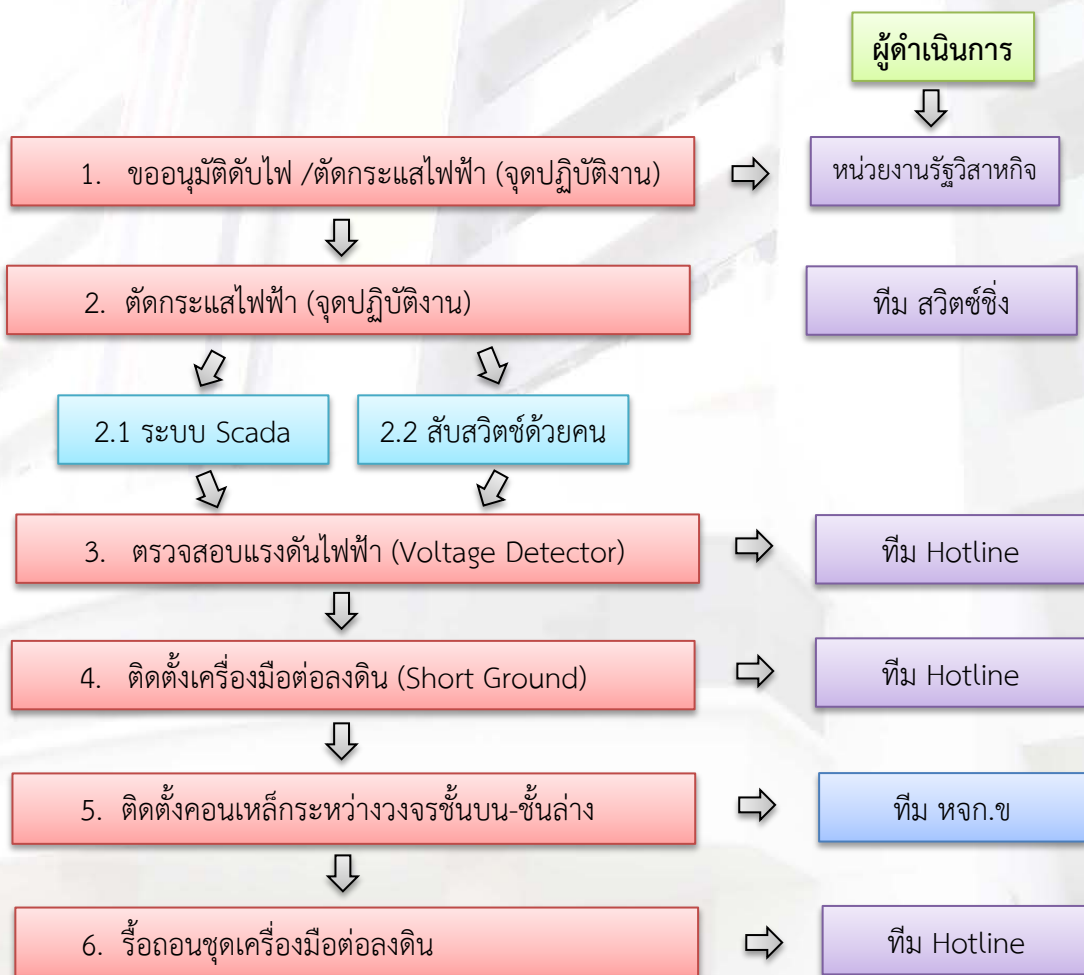 ผู้ดำเนินการ
1. ขออนุมัติดับไฟ /ตัดกระแสไฟฟ้า (จุดปฏิบัติงาน)
หน่วยงานรัฐวิสาหกิจ
2. ตัดกระแสไฟฟ้า (จุดปฏิบัติงาน)
ทีม สวิตซ์ชิ่ง
2.1 ระบบ Scada
2.2 สับสวิตช์ด้วยคน
3. ตรวจสอบแรงดันไฟฟ้า (Voltage Detector)
ทีม Hotline
4. ติดตั้งเครื่องมือต่อลงดิน (Short Ground)
ทีม Hotline
5. ติดตั้งคอนเหล็กระหว่างวงจรชั้นบน-ชั้นล่าง
ทีม หจก.ข
6. รื้อถอนชุดเครื่องมือต่อลงดิน
ทีม Hotline